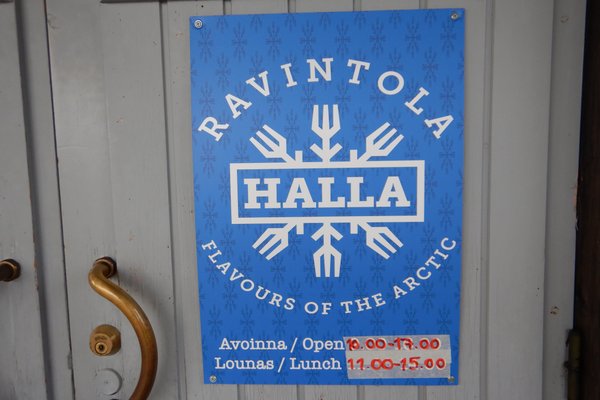 RAVINTOLA
HALLA
FLAVOURS OF THE ARCTIC
Avoinna / Open 10.00-17.00
Lounas / Lunch 11.00-15.00